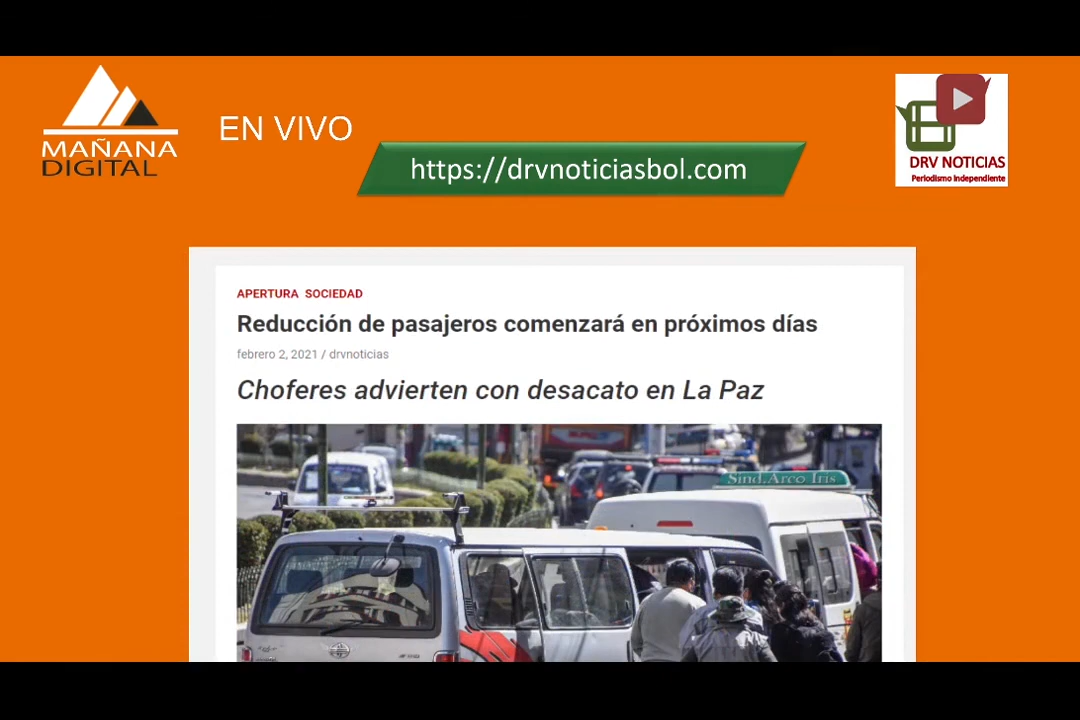 MAÑANA
DIGITAL
EN VIVO
https://drvnoticiasbol.com
DRV NOTICIAS
Periodismo Independiente
APERTURA SOCIEDAD
Reducción de pasajeros comenzará en próximos días
febrero 2, 2021 / drvnoticias
Choferes advierten con desacato en La Paz
Sind.Arco Iris